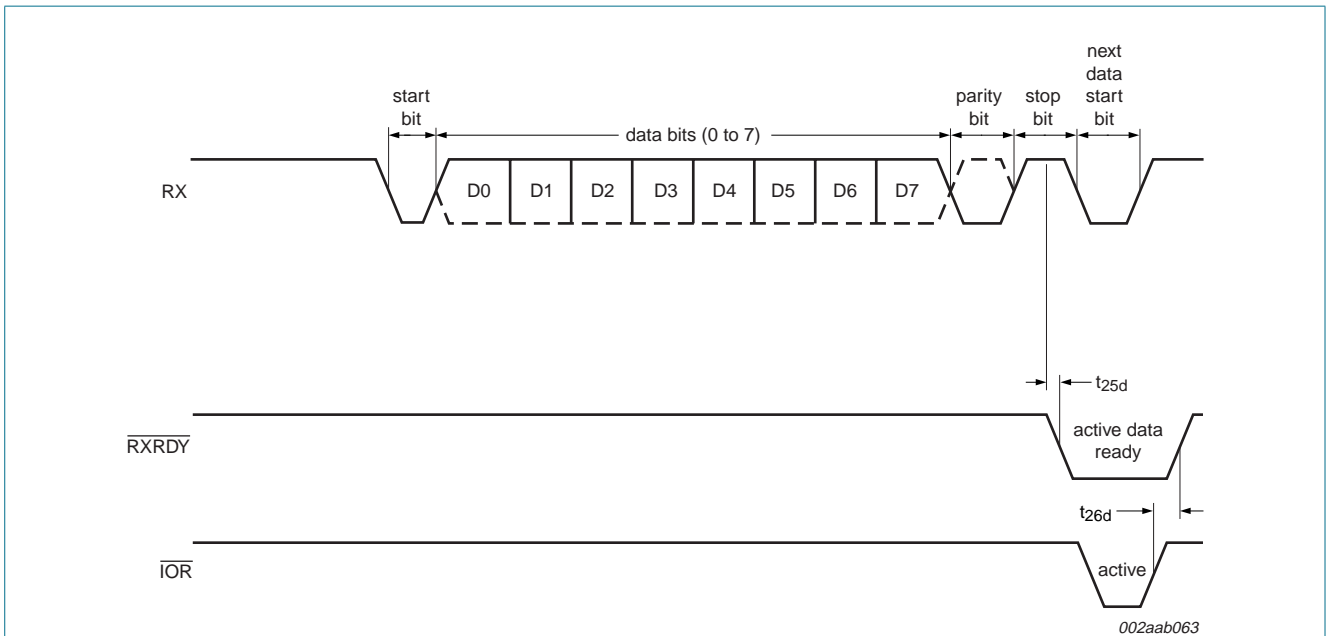 start
bit
data bits (0 to 7)
parity
bit
stop
bit
next
data
start
bit
RX
D0 D1 D2 D3 D4 D5 D6 D7
t25d
RXRDY
active data
ready
t26d
IOR
active
002aab063